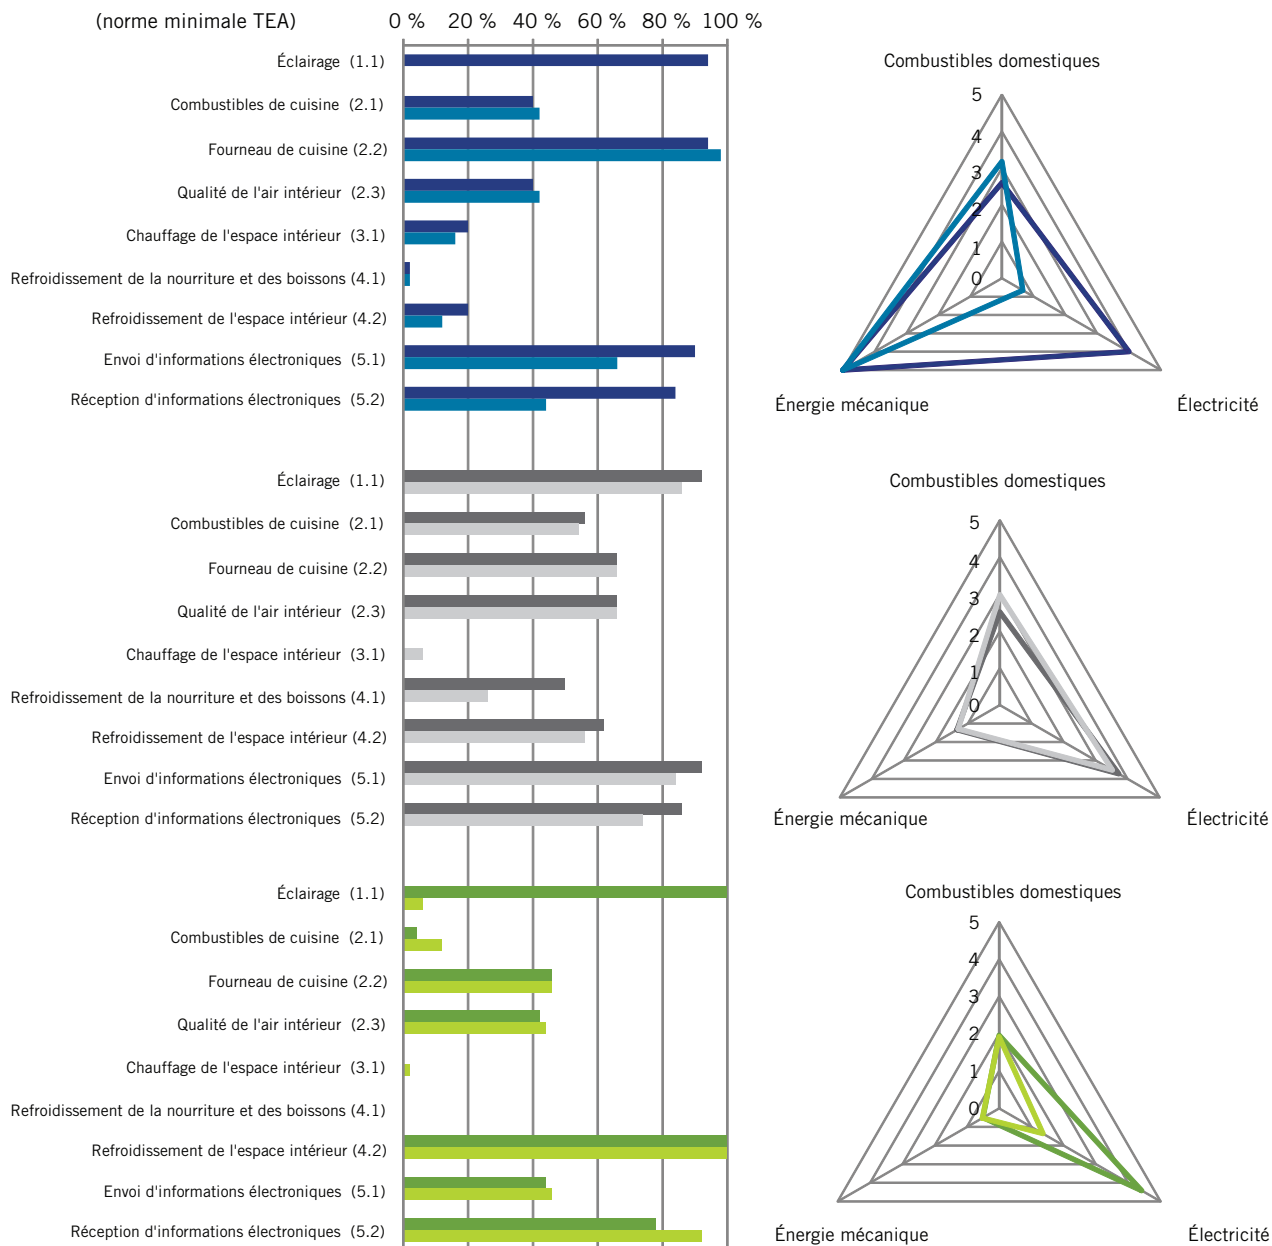 (norme minimale TEA)
0 % 20 % 40 % 60 % 80 % 100 %
Éclairage (1.1)
Combustibles de cuisine (2.1)
Fourneau de cuisine (2.2)
Qualité de l'air intérieur (2.3)
Chauffage de l'espace intérieur (3.1)
Refroidissement de la nourriture et des boissons (4.1)
Refroidissement de l'espace intérieur (4.2)
Envoi d'informations électroniques (5.1)
Réception d'informations électroniques (5.2)
Combustibles domestiques
5
4
3
2
1
0
Énergie mécanique
Électricité
Éclairage (1.1)
Combustibles de cuisine (2.1)
Fourneau de cuisine (2.2)
Qualité de l'air intérieur (2.3)
Chauffage de l'espace intérieur (3.1)
Refroidissement de la nourriture et des boissons (4.1)
Refroidissement de l'espace intérieur (4.2)
Envoi d'informations électroniques (5.1)
Réception d'informations électroniques (5.2)
Combustibles domestiques
5
4
3
2
1
0
Énergie mécanique
Électricité
Éclairage (1.1)
Combustibles de cuisine (2.1)
Fourneau de cuisine (2.2)
Qualité de l'air intérieur (2.3)
Chauffage de l'espace intérieur (3.1)
Refroidissement de la nourriture et des boissons (4.1)
Refroidissement de l'espace intérieur (4.2)
Envoi d'informations électroniques (5.1)
Réception d'informations électroniques (5.2)
Combustibles domestiques
5
4
3
2
1
0
Énergie mécanique
Électricité